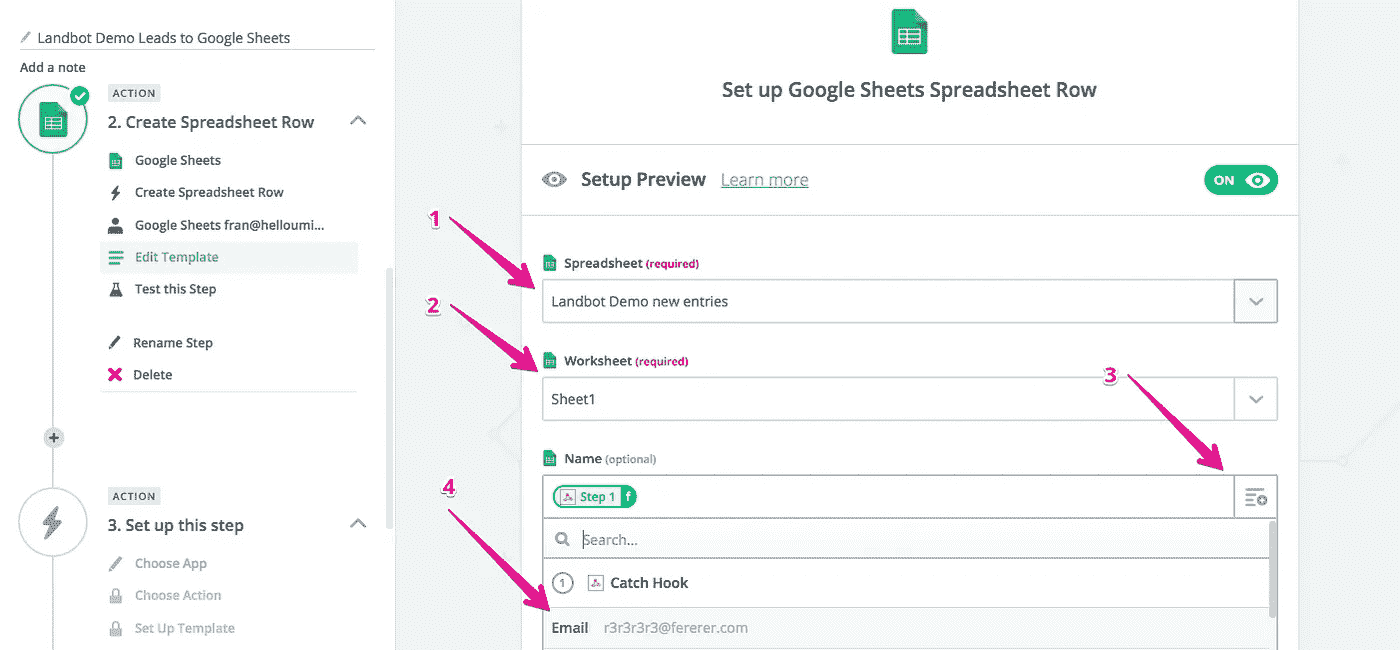 Landbot Demo Leads to Google Sheets
Add a note
ACTION
2. Create Spreadsheet Row
Google Sheets
Create Spreadsheet Row
Google Sheets fran@helloumi...
Edit Template
Test this Step
Rename Step
Delete
ACTION
3. Set up this step
Choose App
Choose Action
Set Up Template
Set up Google Sheets Spreadsheet Row
Setup Preview Learn more
ON
1
Spreadsheet (required)
Landbot Demo new entries
2
Worksheet (required)
Sheet1
3
Name (optional)
Step 1 f
4
Search...
1 Catch Hook
Email r3r3r3r3@fererer.com